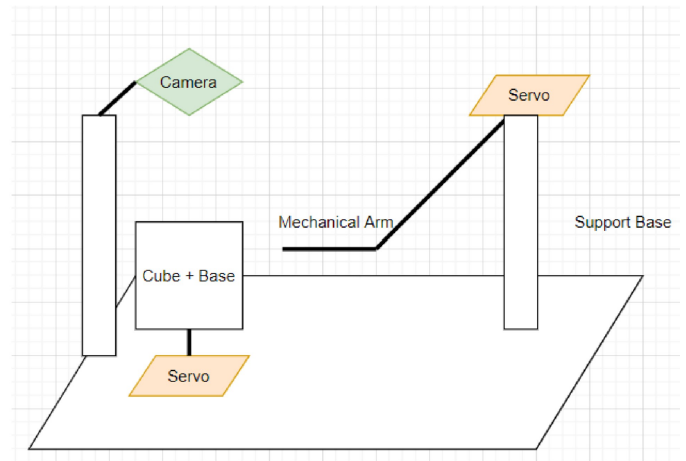 Camera
Servo
Mechanical Arm
Support Base
Cube + Base
Servo